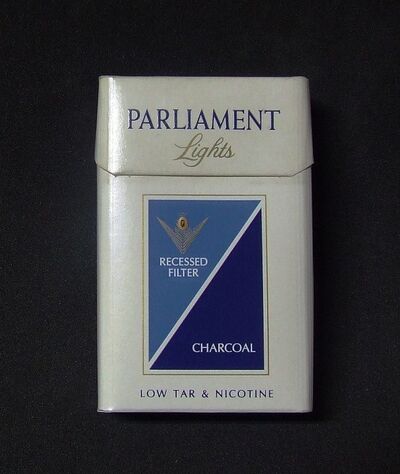 PARLIAMENT
Lights
RECESSED
FILTER
CHARCOAL
LOW TAR & NICOTINE